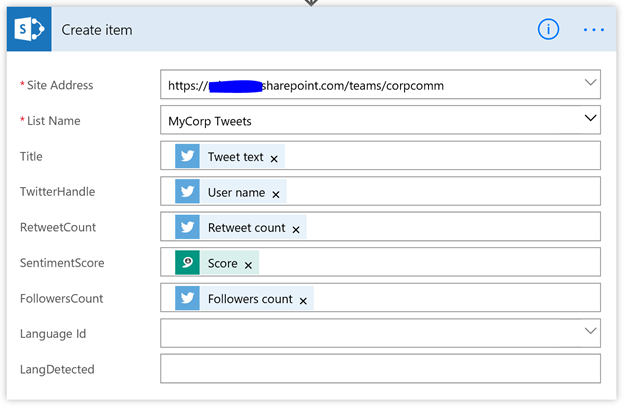 S
Create item
i
...
* Site Address
https:// sharepoint.com/teams/corpcomm
* List Name
MyCorp Tweets
Title
Tweet text ×
TwitterHandle
User name ×
RetweetCount
Retweet count ×
SentimentScore
Score ×
FollowersCount
Followers count ×
Language Id
LangDetected